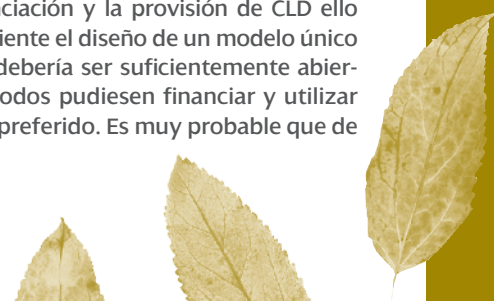 nciación y la provisión de CLD ello
iente el diseño de un modelo único
debería ser suficientemente abier-
odos pudiesen financiar y utilizar
preferido. Es muy probable que de